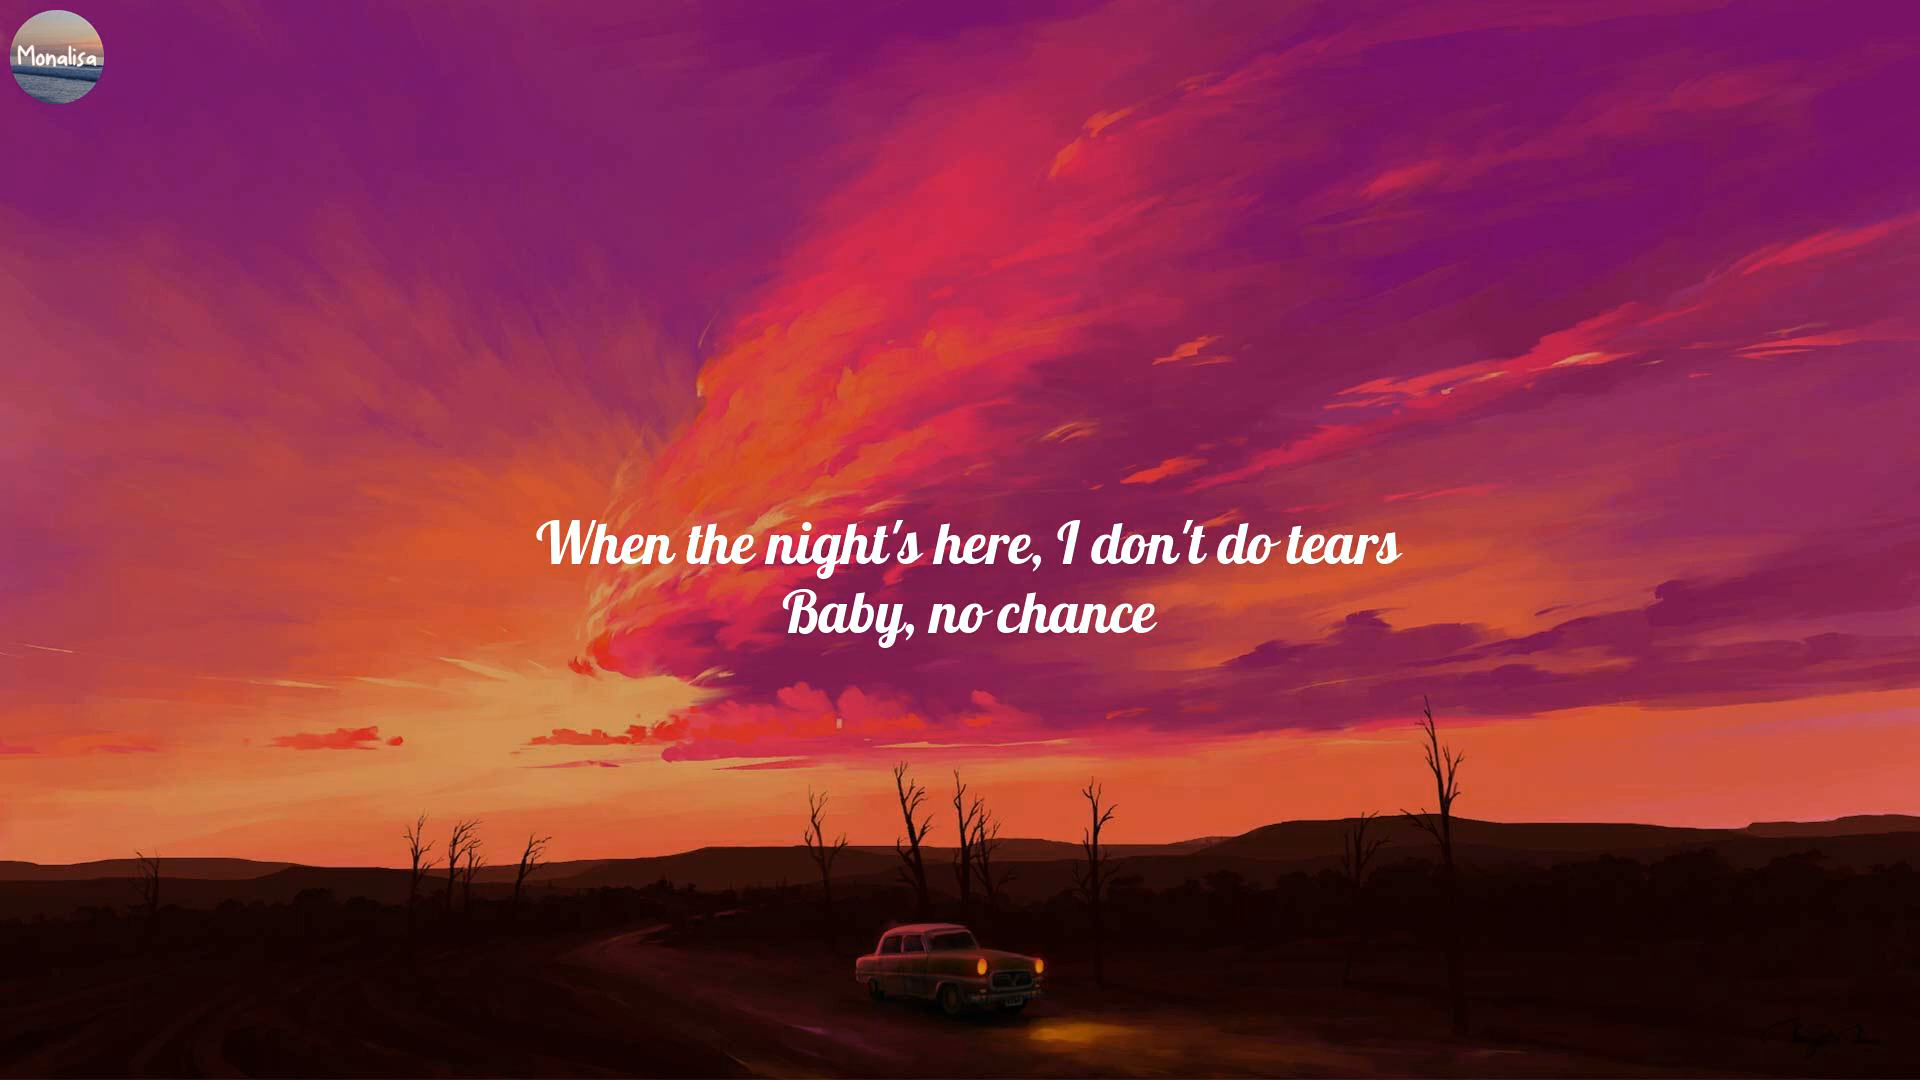 Monalisa
When the night's here, I don't do tears
Baby, no chance